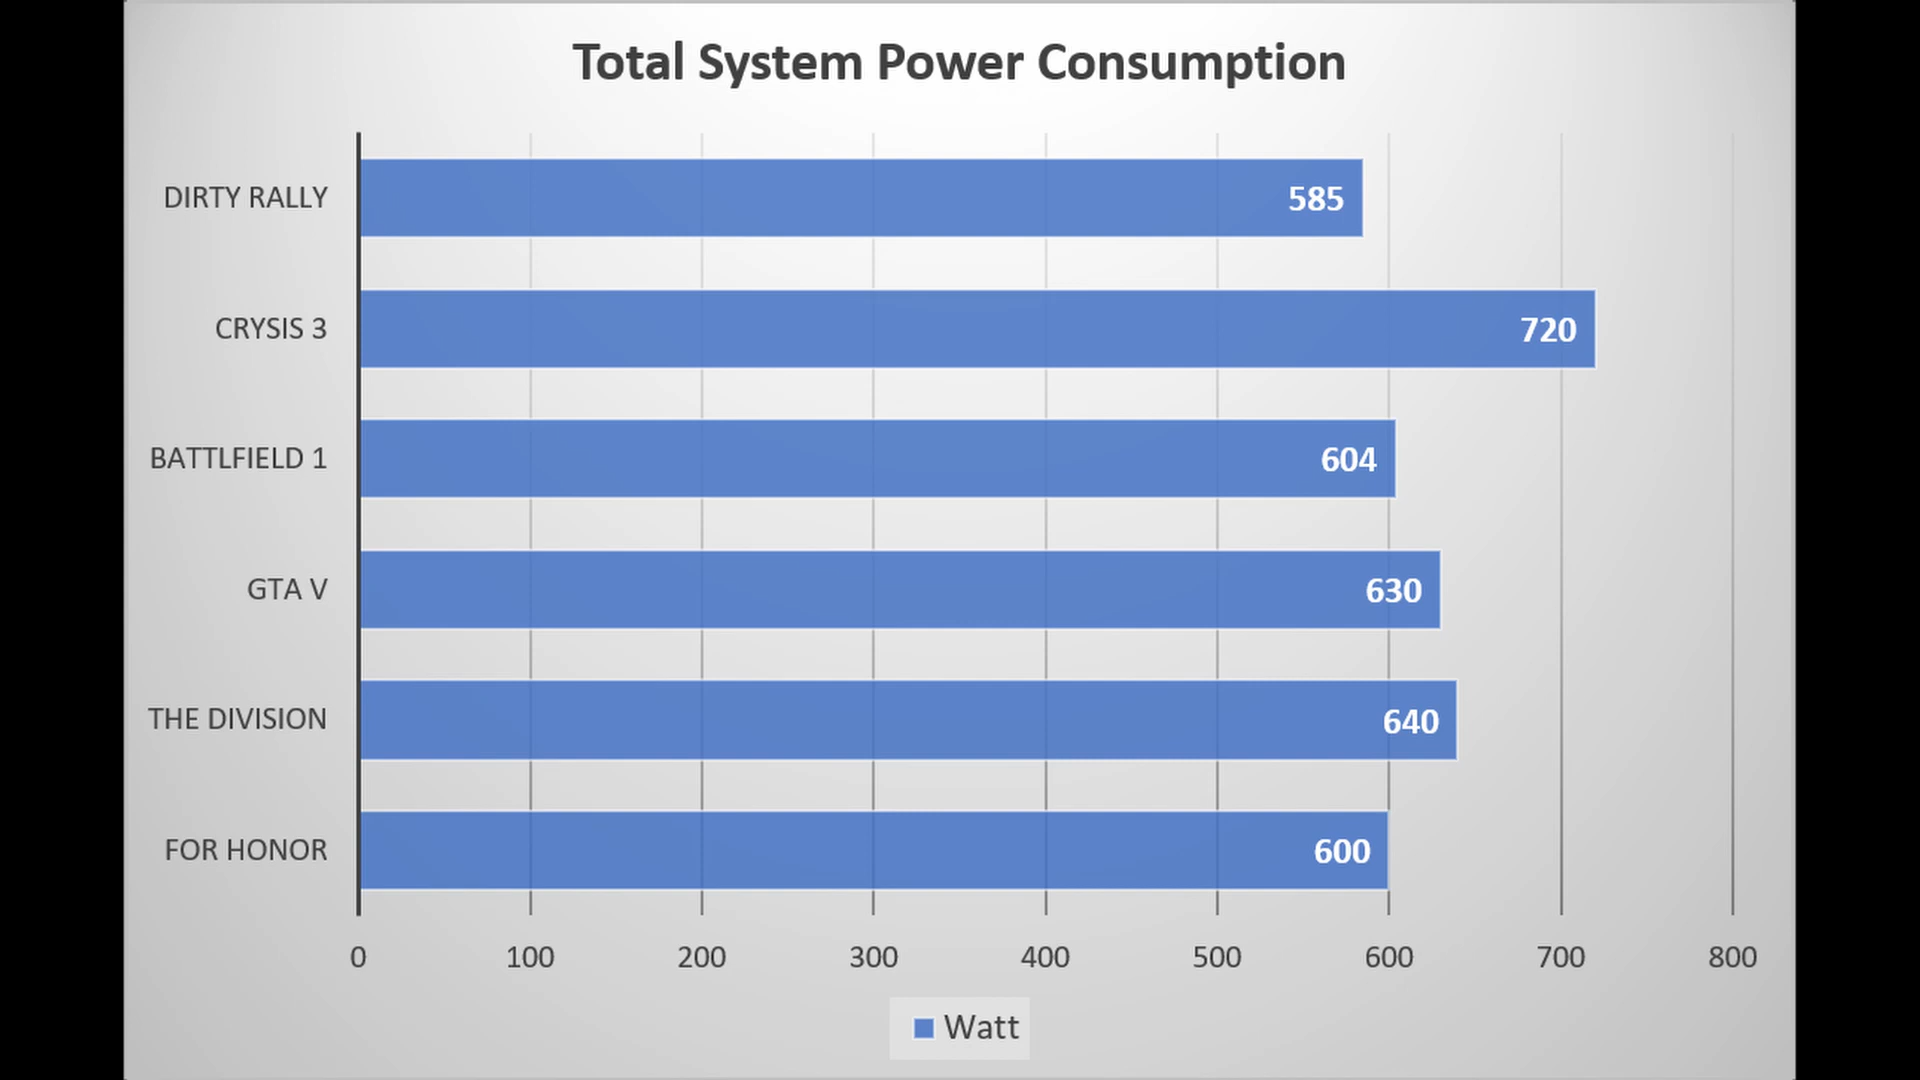 Total System Power Consumption
DIRTY RALLY
585
CRYSIS 3
720
BATTLFIELD 1
604
GTA V
630
THE DIVISION
640
FOR HONOR
600
0 100 200 300 400 500 600 700 800
Watt